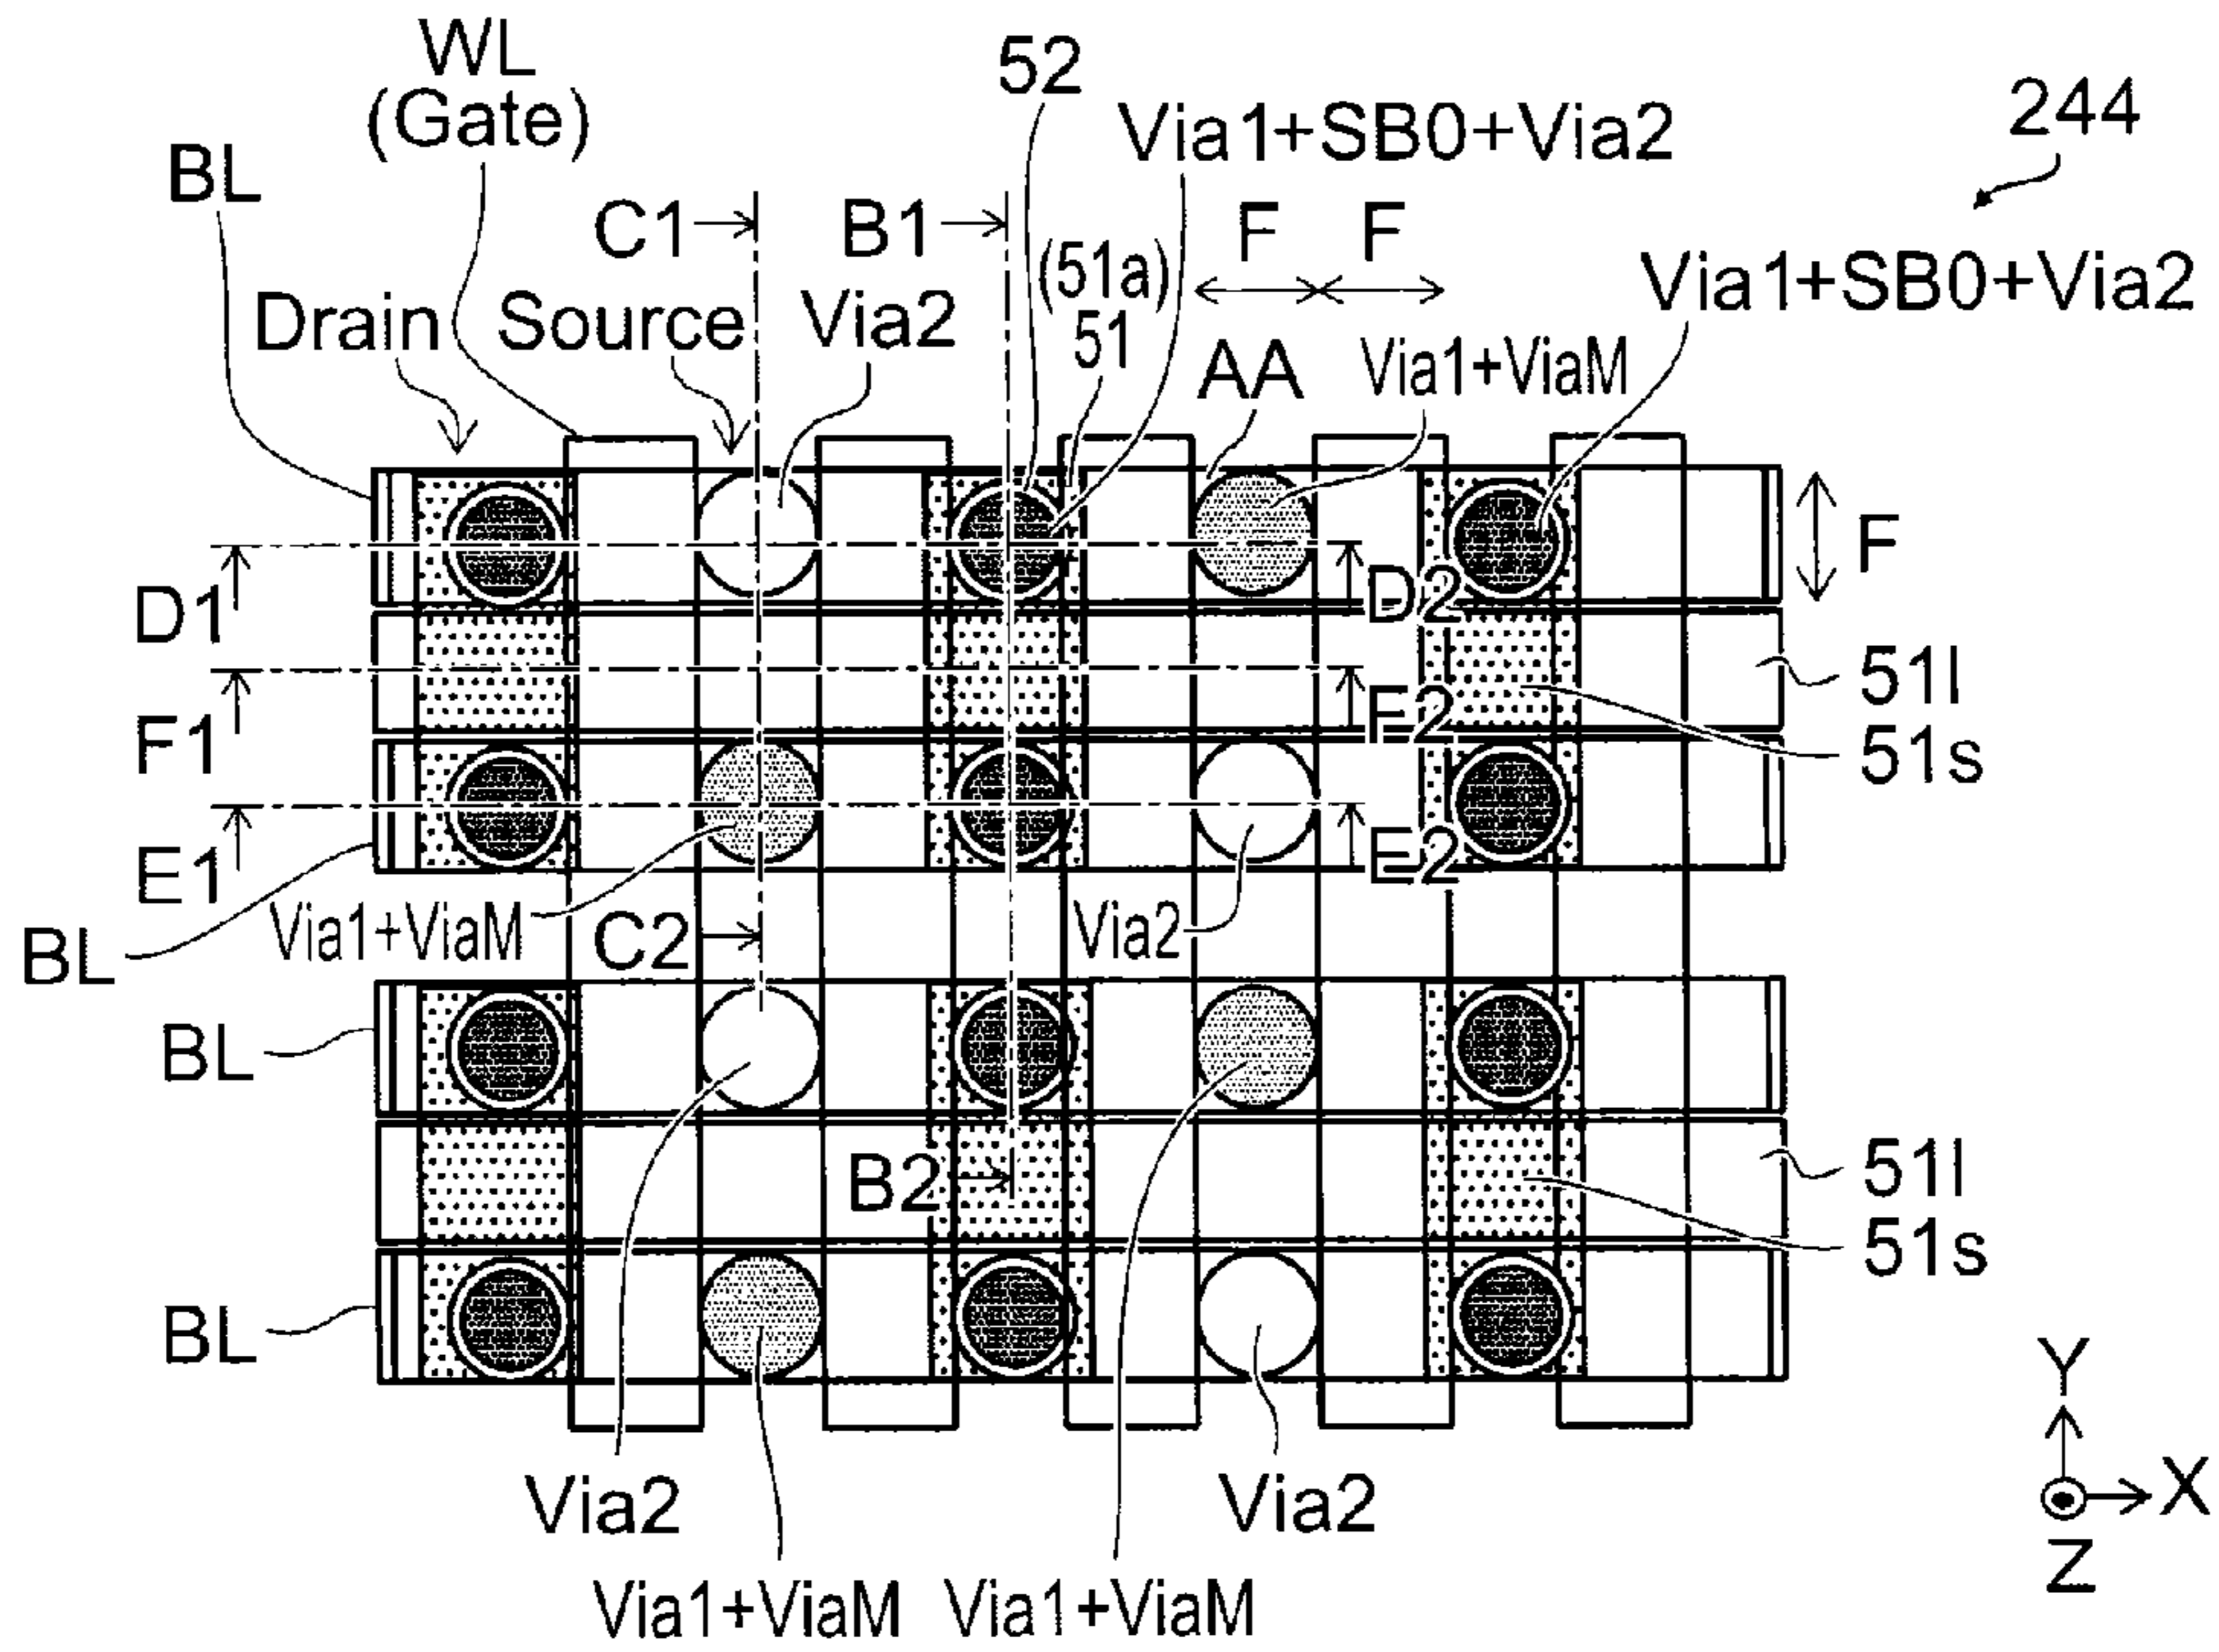 WL
(Gate)
52
Via1+SB0+Via2
244
BL
C1
B1
(51a)
51
F
F
Via1+SB0+Via2
Drain
Source
Via2
AA
Via1+ViaM
F
D1
D2
51l
F1
F2
51s
E1
E2
Via1+ViaM
C2
Via2
BL
BL
B2
51l
51s
BL
Via2
Via2
Via1+ViaM
Via1+ViaM
Y
X
Z